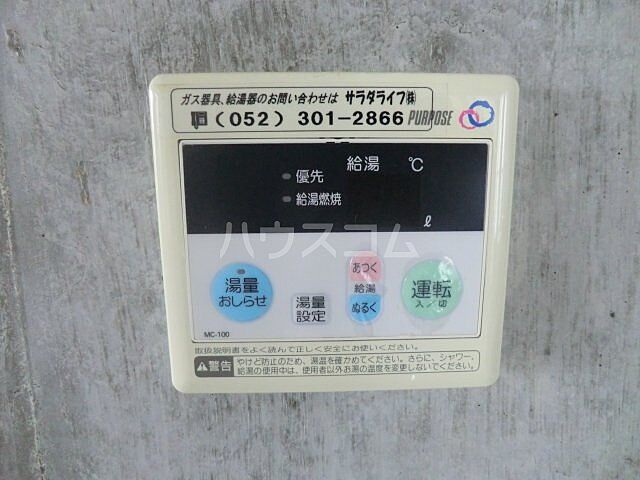 ガス器具、給湯器のお問い合わせは サラダライフ㈱
(052) 301-2866 PURPOSE
給湯 ℃
優先
給湯燃焼
ℓ
ハウスコム
湯量
おしらせ
湯量
設定
あつく
給湯
ぬるく
運転
入/切
MC-100
取扱説明書をよく読んで正しく安全にお使いください。
警告
やけど防止のため、湯温を確かめてください。さらに、シャワー、
給湯の使用中は、使用者以外お湯の温度を変更しないでください。